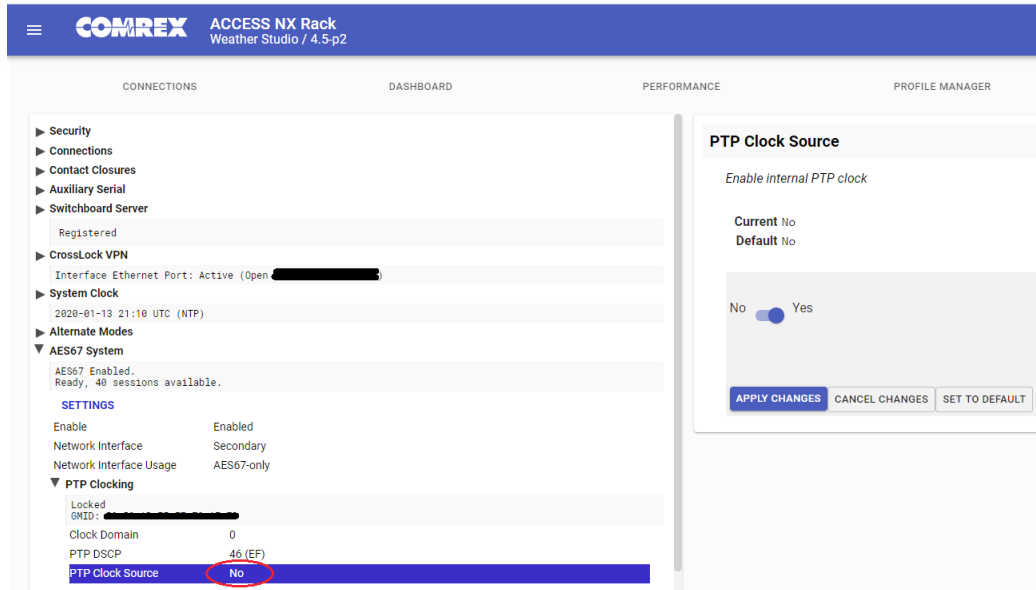 COMREX
ACCESS NX Rack
Weather Studio / 4.5-p2
CONNECTIONS DASHBOARD PERFORMANCE PROFILE MANAGER
Security
Connections
Contact Closures
Auxiliary Serial
Switchboard Server
Registered
CrossLock VPN
Interface Ethernet Port: Active (Open )
System Clock
2020-01-13 21:10 UTC (NTP)
Alternate Modes
AES67 System
AES67 Enabled.
Ready, 40 sessions available.
SETTINGS
Enable Enabled
Network Interface Secondary
Network Interface Usage AES67-only
PTP Clocking
Locked
GMID:
Clock Domain 0
PTP DSCP 46 (EF)
PTP Clock Source No
PTP Clock Source
Enable internal PTP clock
Current No
Default No
No Yes
APPLY CHANGES CANCEL CHANGES SET TO DEFAULT